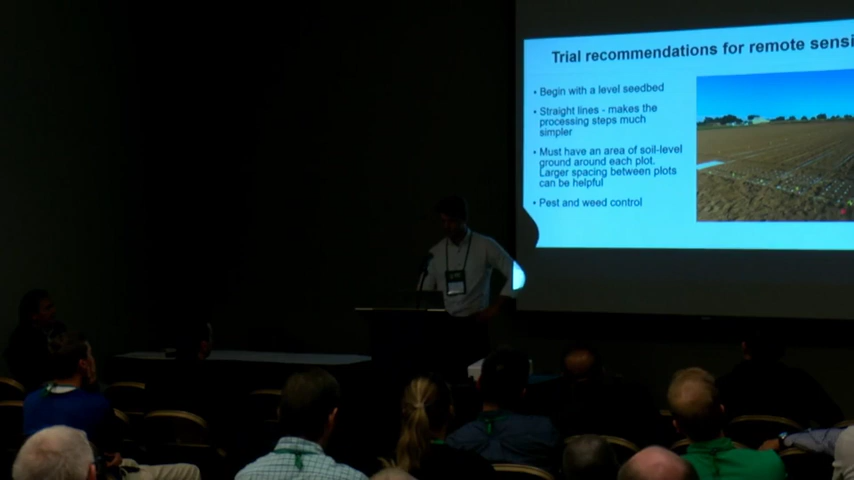 Trial recommendations for remote sensi
• Begin with a level seedbed
• Straight lines - makes the
processing steps much
simpler
• Must have an area of soil-level
ground around each plot.
Larger spacing between plots
can be helpful
• Pest and weed control